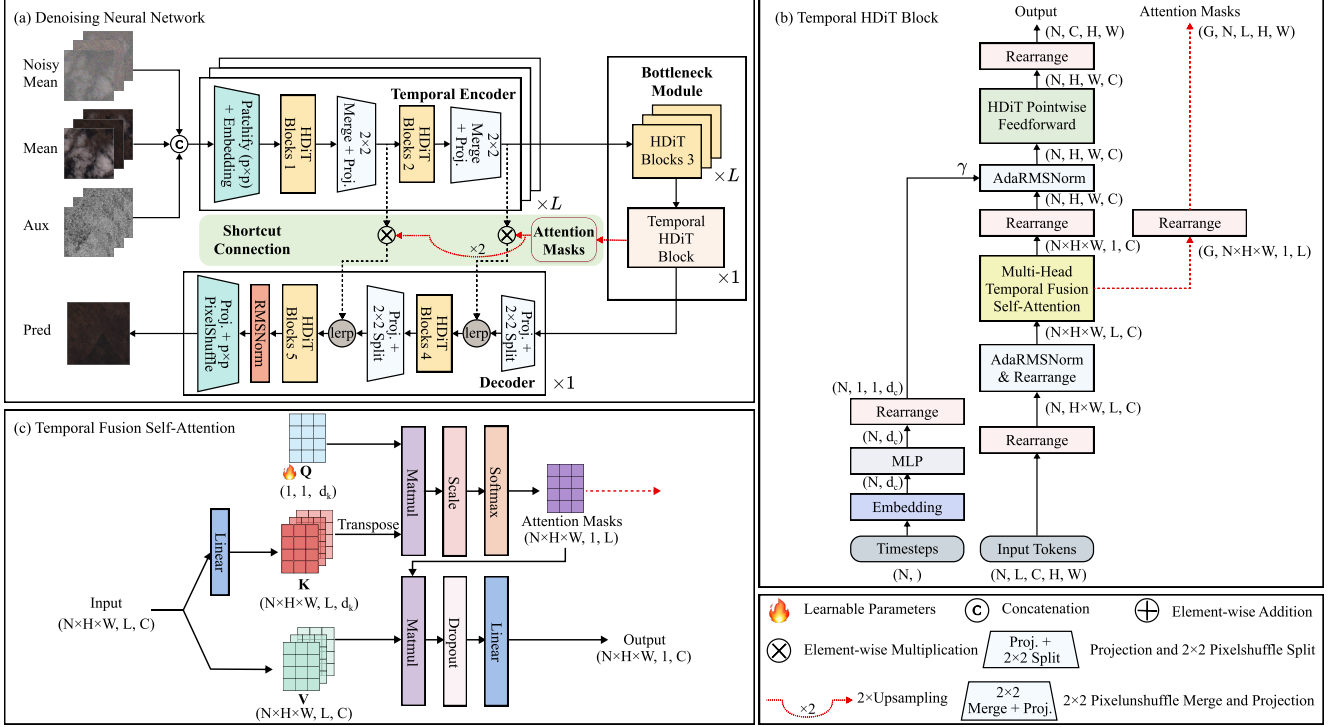 (a) Denoising Neural Network
Noisy
Mean
Mean
Aux
C
Patchify (p×p)
+ Embedding
HDiT
Blocks 1
2×2
Merge + Proj.
Temporal Encoder
HDiT
Blocks 2
2×2
Merge
+ Proj.
×L
Bottleneck
Module
HDiT
Blocks 3
×L
Temporal
HDiT
Block
×1
Shortcut
Connection
×2
Attention
Masks
Pred
Proj. + p×p
PixelShuffle
RMSNorm
HDiT
Blocks 5
lerp
Proj. +
2×2 Split
HDiT
Blocks 4
lerp
Proj. +
2×2 Split
Decoder
×1
(b) Temporal HDiT Block
Output
Attention Masks
(N, C, H, W)
(G, N, L, H, W)
Rearrange
(N, H, W, C)
HDiT Pointwise
Feedforward
(N, H, W, C)
γ
AdaRMSNorm
(N, H, W, C)
Rearrange
Rearrange
(N×H×W, 1, C)
(G, N×H×W, 1, L)
Multi-Head
Temporal Fusion
Self-Attention
(N×H×W, L, C)
AdaRMSNorm
& Rearrange
(N, 1, 1, dc)
(N, H×W, L, C)
Rearrange
Rearrange
(N, dc)
MLP
(N, dc)
Embedding
Timesteps
Input Tokens
(N, )
(N, L, C, H, W)
(c) Temporal Fusion Self-Attention
Q
(1, 1, dk)
Matmul
Scale
Softmax
Attention Masks
(N×H×W, 1, L)
Transpose
Linear
K
(N×H×W, L, dk)
Input
(N×H×W, L, C)
Matmul
Dropout
Linear
Output
(N×H×W, 1, C)
V
(N×H×W, L, C)
Learnable Parameters
C
Concatenation
Element-wise Addition
Element-wise Multiplication
Proj. +
2×2 Split
Projection and 2×2 Pixelshuffle Split
×2
2×Upsampling
2×2
Merge + Proj.
2×2 Pixelunshuffle Merge and Projection